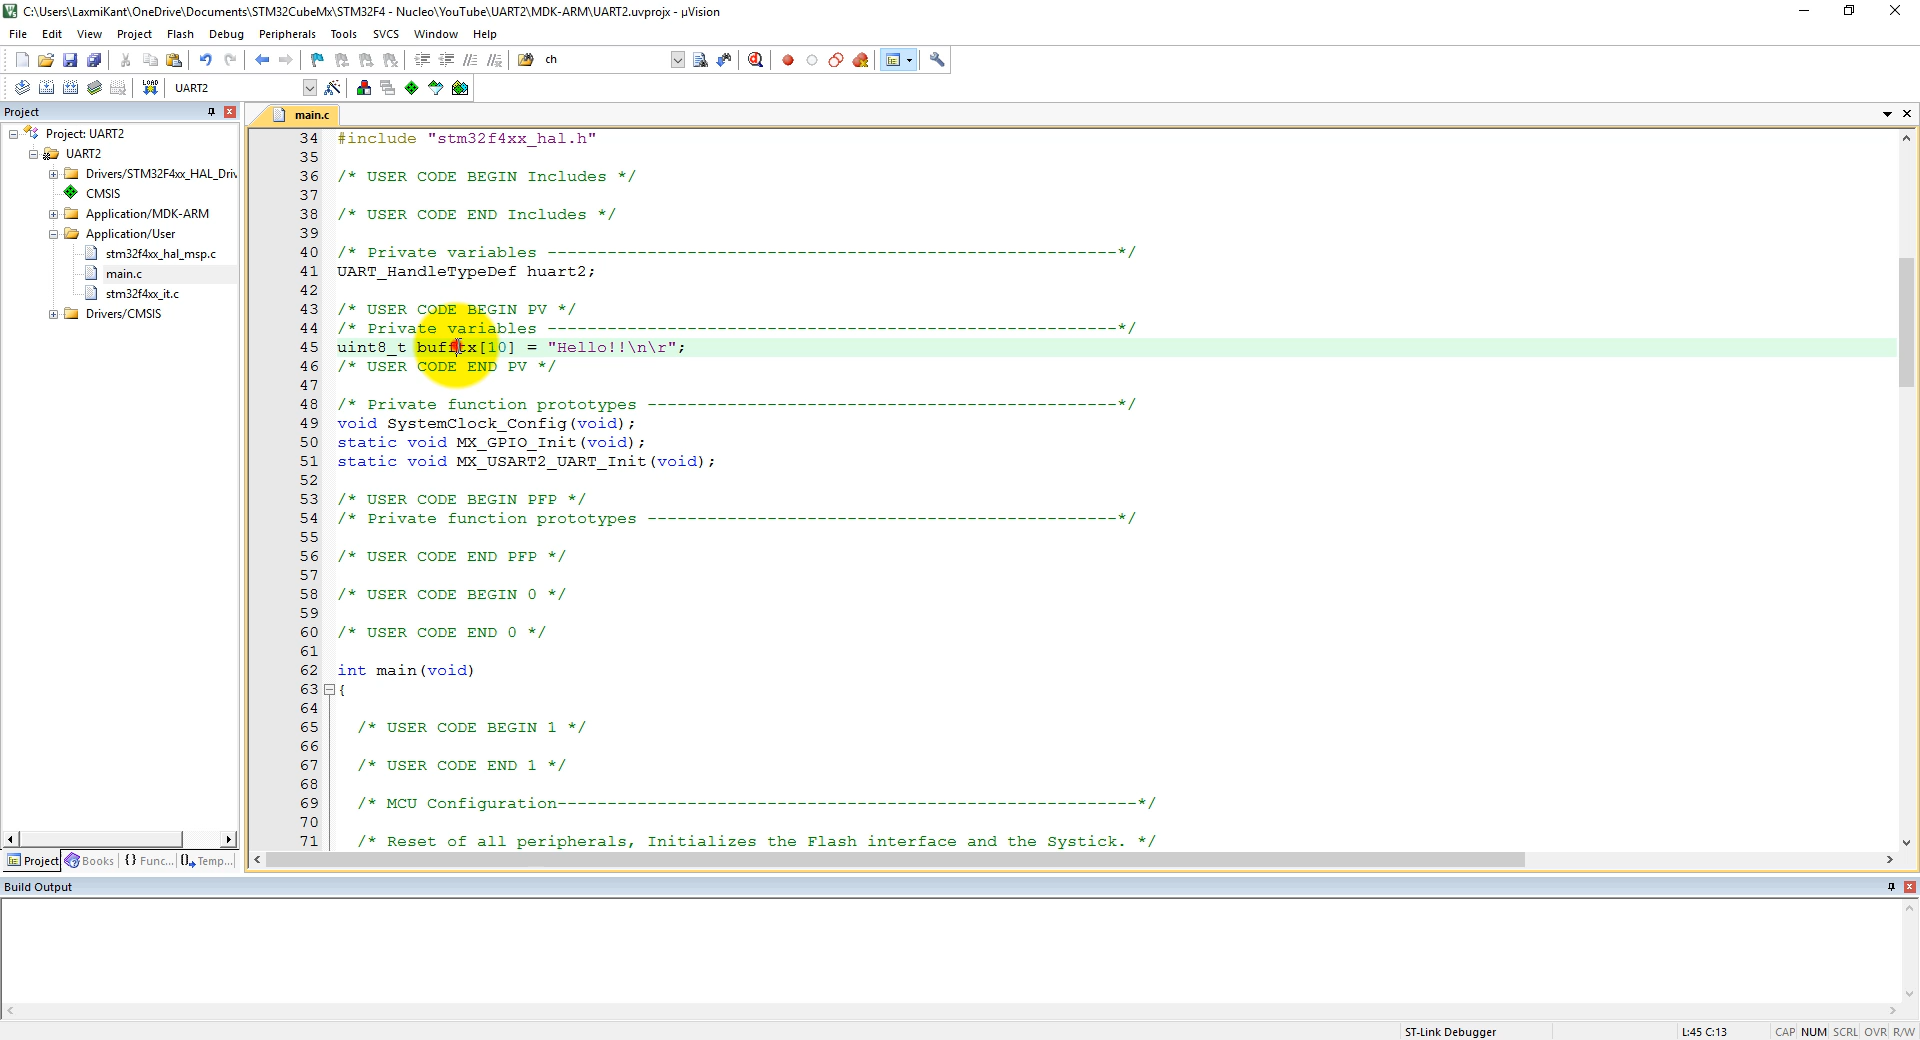 C:\Users\LaxmiKant\OneDrive\Documents\STM32CubeMx\STM32F4 - Nucleo\YouTube\UART2\MDK-ARM\UART2.uvprojx - µVision
File Edit View Project Flash Debug Peripherals Tools SVCS Window Help
ch
LOAD UART2
Project
main.c
Project: UART2
UART2
Drivers/STM32F4xx_HAL_Driv
CMSIS
Application/MDK-ARM
Application/User
stm32f4xx_hal_msp.c
main.c
stm32f4xx_it.c
Drivers/CMSIS
34 #include "stm32f4xx_hal.h"
35
36 /* USER CODE BEGIN Includes */
37
38 /* USER CODE END Includes */
39
40 /* Private variables ---------------------------------------------------------*/
41 UART_HandleTypeDef huart2;
42
43 /* USER CODE BEGIN PV */
44 /* Private variables ---------------------------------------------------------*/
45 uint8_t bufftx[10] = "Hello!!\n\r";
46 /* USER CODE END PV */
47
48 /* Private function prototypes -----------------------------------------------*/
49 void SystemClock_Config(void);
50 static void MX_GPIO_Init(void);
51 static void MX_USART2_UART_Init(void);
52
53 /* USER CODE BEGIN PFP */
54 /* Private function prototypes -----------------------------------------------*/
55
56 /* USER CODE END PFP */
57
58 /* USER CODE BEGIN 0 */
59
60 /* USER CODE END 0 */
61
62 int main(void)
63 {
64
65 /* USER CODE BEGIN 1 */
66
67 /* USER CODE END 1 */
68
69 /* MCU Configuration----------------------------------------------------------*/
70
71 /* Reset of all peripherals, Initializes the Flash interface and the Systick. */
Project Books {} Func... Temp...
Build Output
ST-Link Debugger L:45 C:13 CAP NUM SCRL OVR R/W